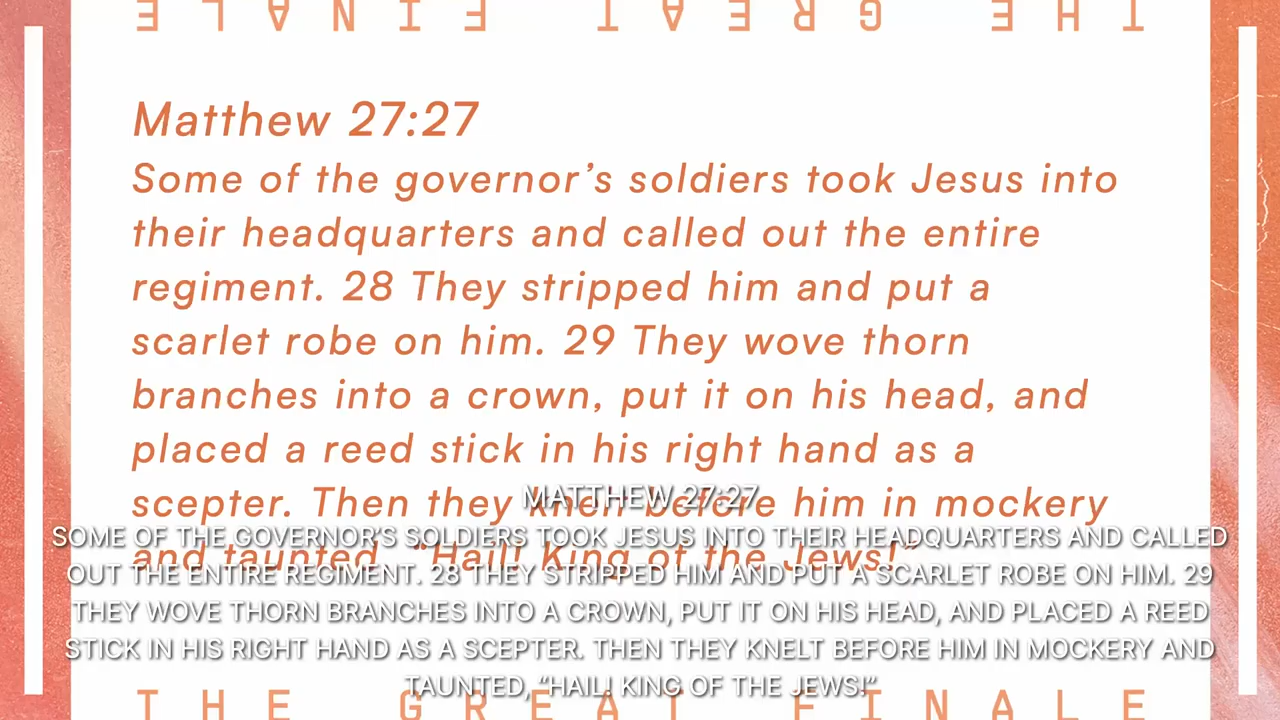 THE GREAT FINALE
Matthew 27:27
Some of the governor’s soldiers took Jesus into
their headquarters and called out the entire
regiment. 28 They stripped him and put a
scarlet robe on him. 29 They wove thorn
branches into a crown, put it on his head, and
placed a reed stick in his right hand as a
scepter. Then they knelt before him in mockery
and taunted, “Hail! King of the Jews!”
MATTHEW 27:27
SOME OF THE GOVERNOR’S SOLDIERS TOOK JESUS INTO THEIR HEADQUARTERS AND CALLED
OUT THE ENTIRE REGIMENT. 28 THEY STRIPPED HIM AND PUT A SCARLET ROBE ON HIM. 29
THEY WOVE THORN BRANCHES INTO A CROWN, PUT IT ON HIS HEAD, AND PLACED A REED
STICK IN HIS RIGHT HAND AS A SCEPTER. THEN THEY KNELT BEFORE HIM IN MOCKERY AND
TAUNTED, “HAIL! KING OF THE JEWS!”
THE GREAT FINALE